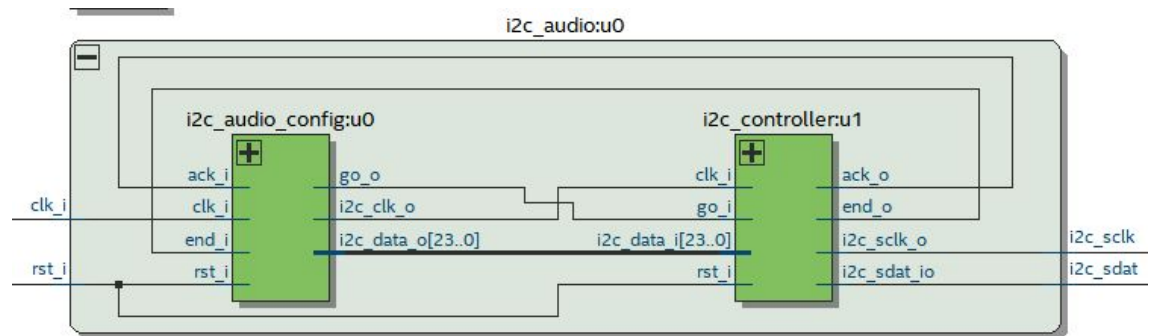 i2c_audio:u0
i2c_audio_config:u0
i2c_controller:u1
ack_i
go_o
clk_i
ack_o
clk_i
clk_i
i2c_clk_o
go_i
end_o
end_i
i2c_data_o[23..0]
i2c_data_i[23..0]
i2c_sclk_o
i2c_sclk
rst_i
rst_i
rst_i
i2c_sdat_io
i2c_sdat